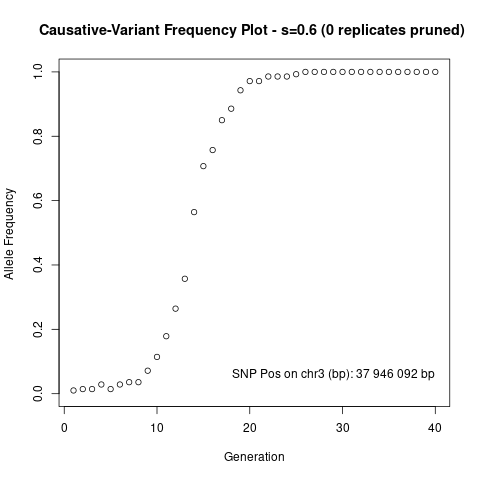 Causative-Variant Frequency Plot - s=0.6 (0 replicates pruned)
Allele Frequency
1.0
0.8
0.6
0.4
0.2
0.0
SNP Pos on chr3 (bp): 37 946 092 bp
0 10 20 30 40
Generation